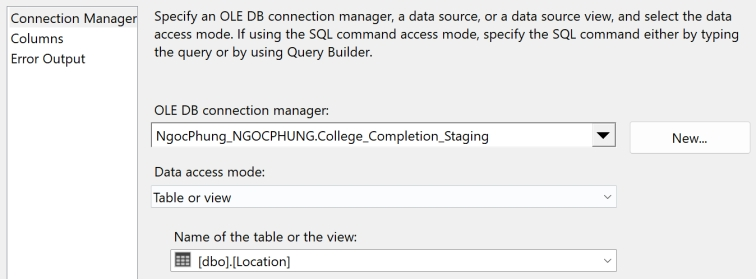 Connection Manager
Columns
Error Output
Specify an OLE DB connection manager, a data source, or a data source view, and select the data
access mode. If using the SQL command access mode, specify the SQL command either by typing
the query or by using Query Builder.
OLE DB connection manager:
NgocPhung_NGOCPHUNG.College_Completion_Staging
New...
Data access mode:
Table or view
Name of the table or the view:
[dbo].[Location]